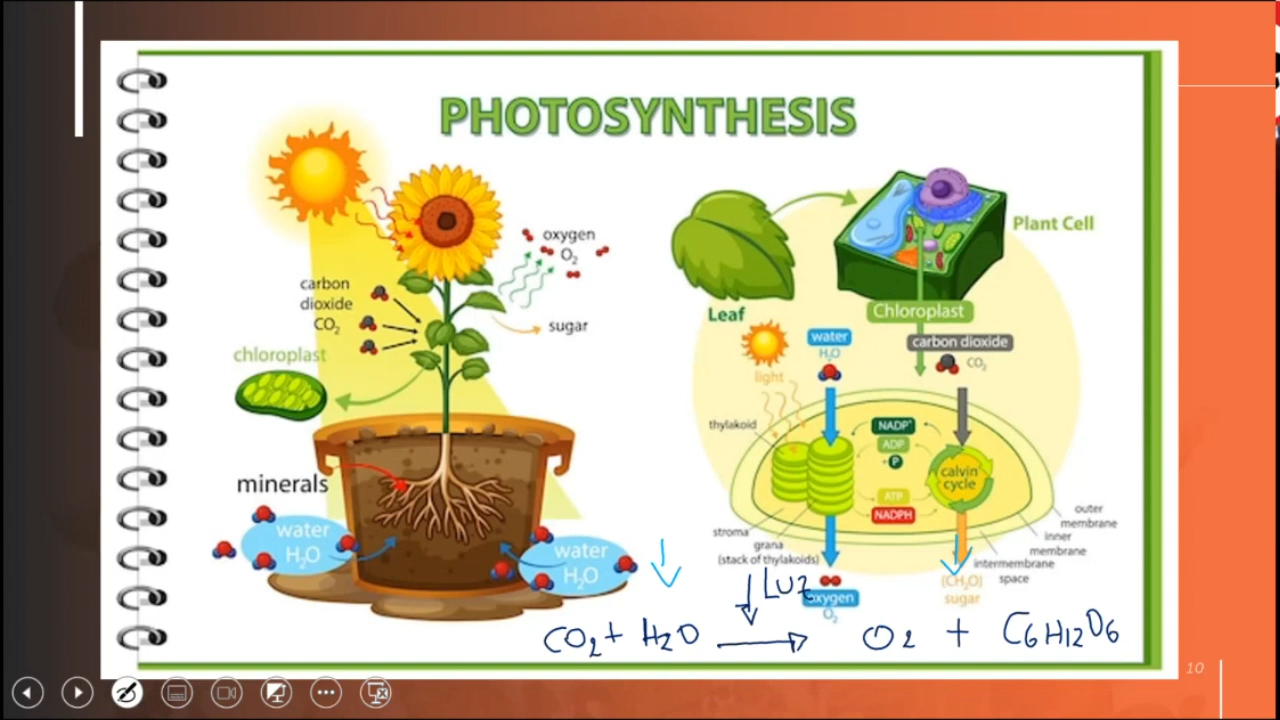 PHOTOSYNTHESIS
oxygen
O₂
carbon
dioxide
CO₂
sugar
chloroplast
minerals
water
H₂O
water
H₂O
Leaf
Plant Cell
Chloroplast
light
water
H₂O
carbon dioxide
CO₂
thylakoid
NADP⁺
ADP
+ P
ATP
NADPH
calvin
cycle
stroma
grana
(stack of thylakoids)
outer
membrane
inner
membrane
intermembrane
space
oxygen
O₂
(CH₂O)
sugar
Luz
CO₂ + H₂O → O₂ + C₆H₁₂O₆
10